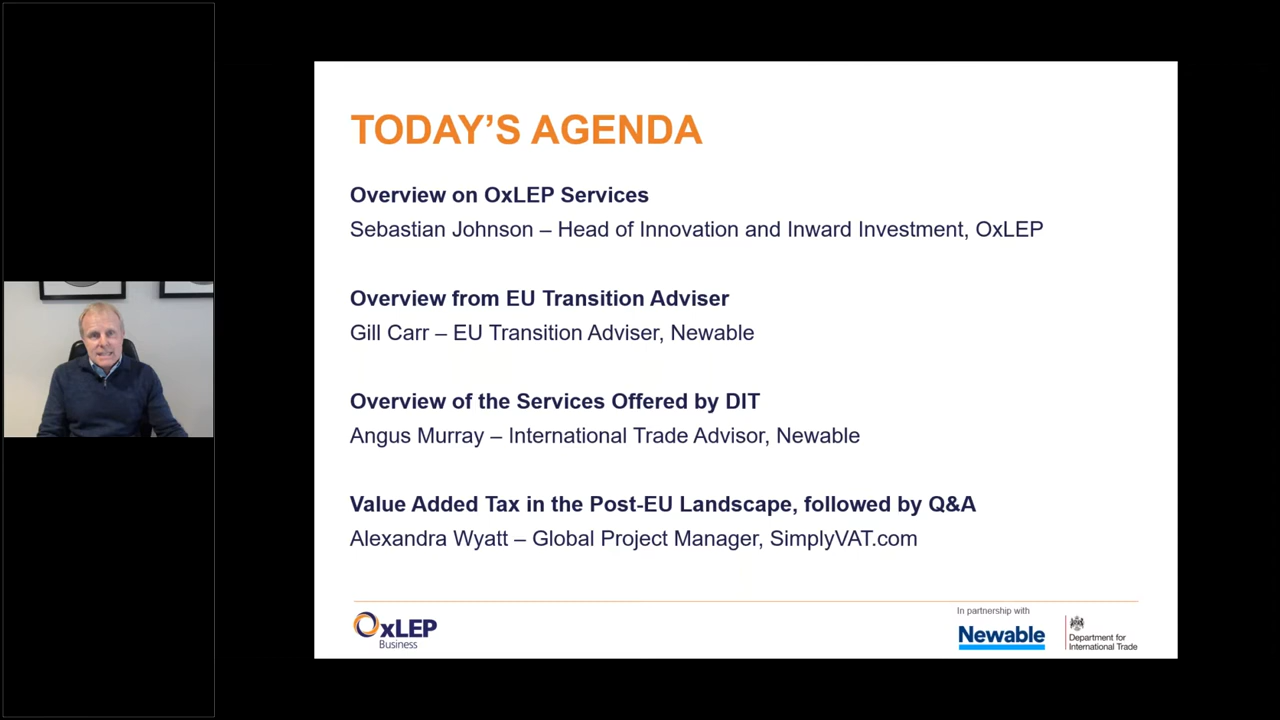 TODAY’S AGENDA
Overview on OxLEP Services
Sebastian Johnson – Head of Innovation and Inward Investment, OxLEP
Overview from EU Transition Adviser
Gill Carr – EU Transition Adviser, Newable
Overview of the Services Offered by DIT
Angus Murray – International Trade Advisor, Newable
Value Added Tax in the Post-EU Landscape, followed by Q&A
Alexandra Wyatt – Global Project Manager, SimplyVAT.com
OxLEP
Business
In partnership with
Newable
Department for
International Trade